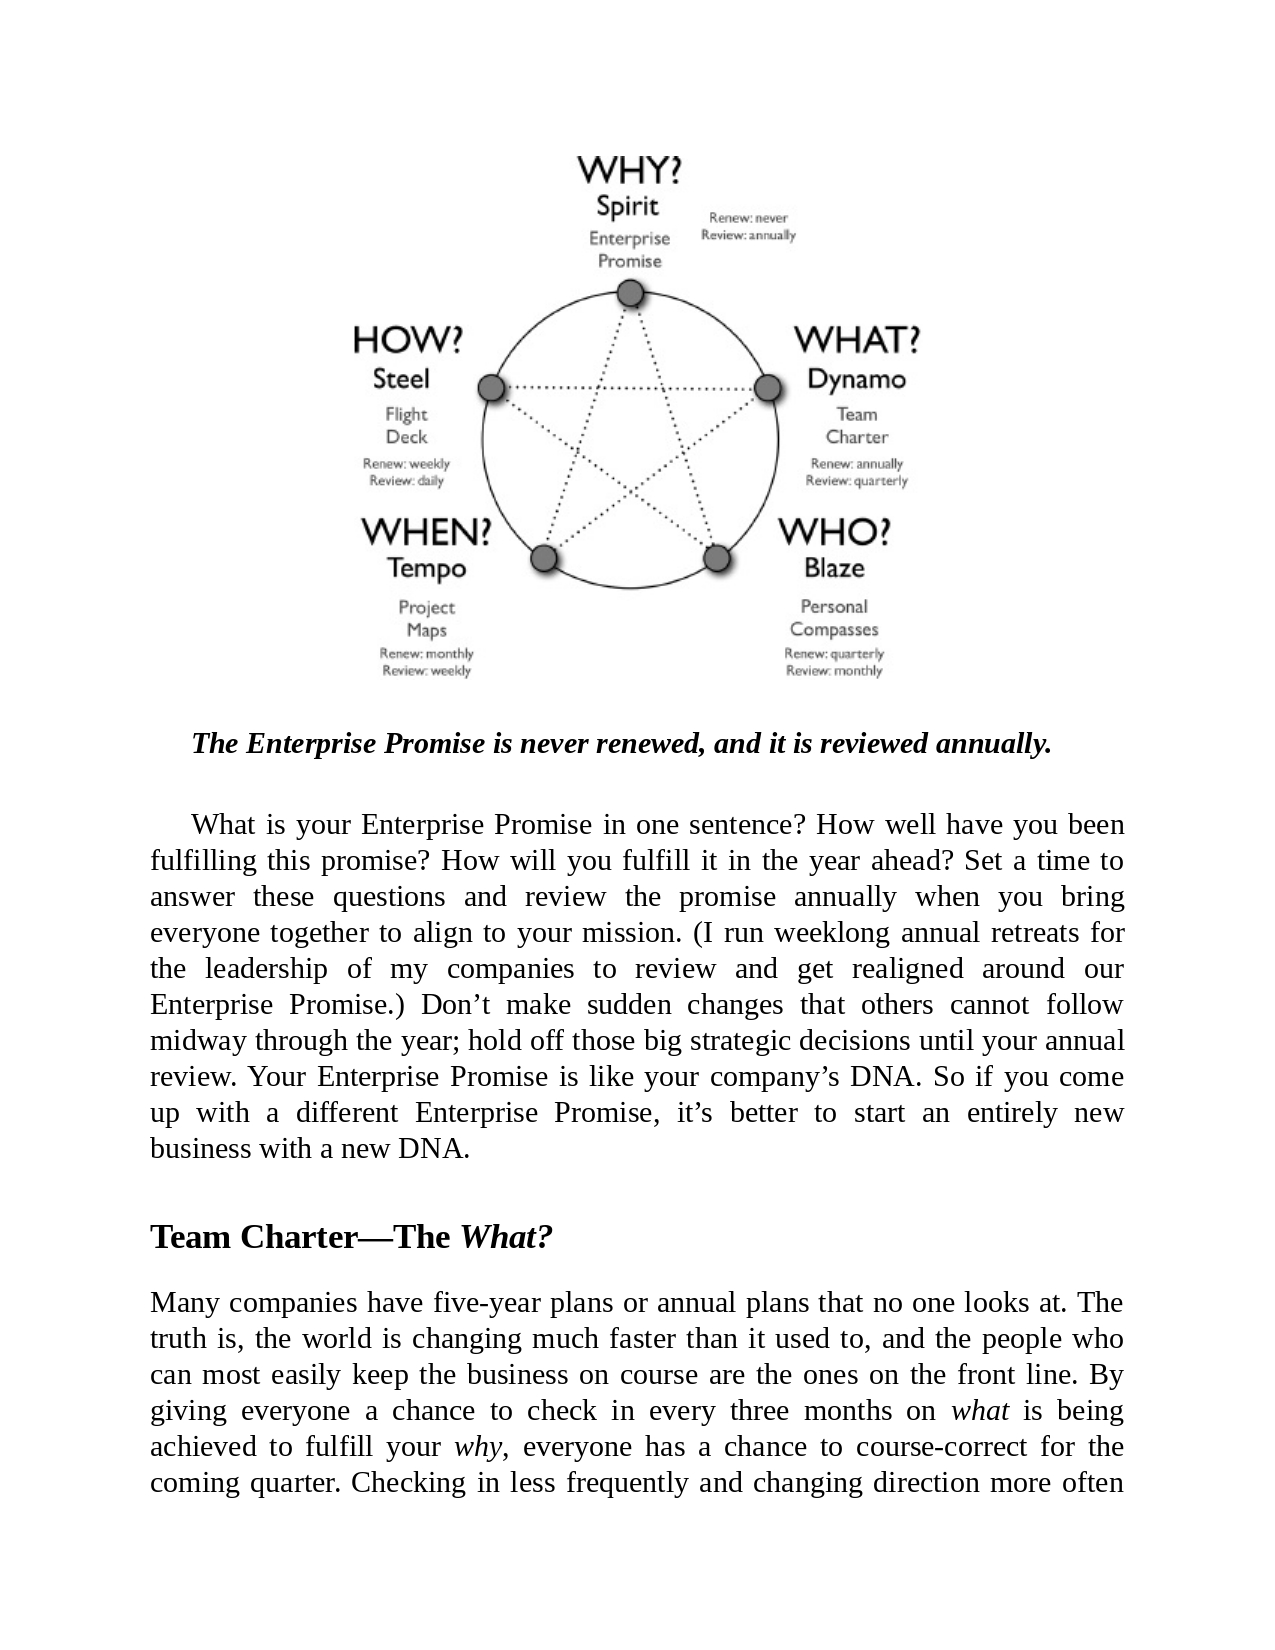 WHY?
Spirit
Enterprise
Promise
Renew: never
Review: annually
HOW?
Steel
Flight
Deck
Renew: weekly
Review: daily
WHAT?
Dynamo
Team
Charter
Renew: annually
Review: quarterly
WHEN?
Tempo
Project
Maps
Renew: monthly
Review: weekly
WHO?
Blaze
Personal
Compasses
Renew: quarterly
Review: monthly
The Enterprise Promise is never renewed, and it is reviewed annually.
What is your Enterprise Promise in one sentence? How well have you been
fulfilling this promise? How will you fulfill it in the year ahead? Set a time to
answer these questions and review the promise annually when you bring
everyone together to align to your mission. (I run weeklong annual retreats for
the leadership of my companies to review and get realigned around our
Enterprise Promise.) Don’t make sudden changes that others cannot follow
midway through the year; hold off those big strategic decisions until your annual
review. Your Enterprise Promise is like your company’s DNA. So if you come
up with a different Enterprise Promise, it’s better to start an entirely new
business with a new DNA.
Team Charter—The What?
Many companies have five-year plans or annual plans that no one looks at. The
truth is, the world is changing much faster than it used to, and the people who
can most easily keep the business on course are the ones on the front line. By
giving everyone a chance to check in every three months on what is being
achieved to fulfill your why, everyone has a chance to course-correct for the
coming quarter. Checking in less frequently and changing direction more often